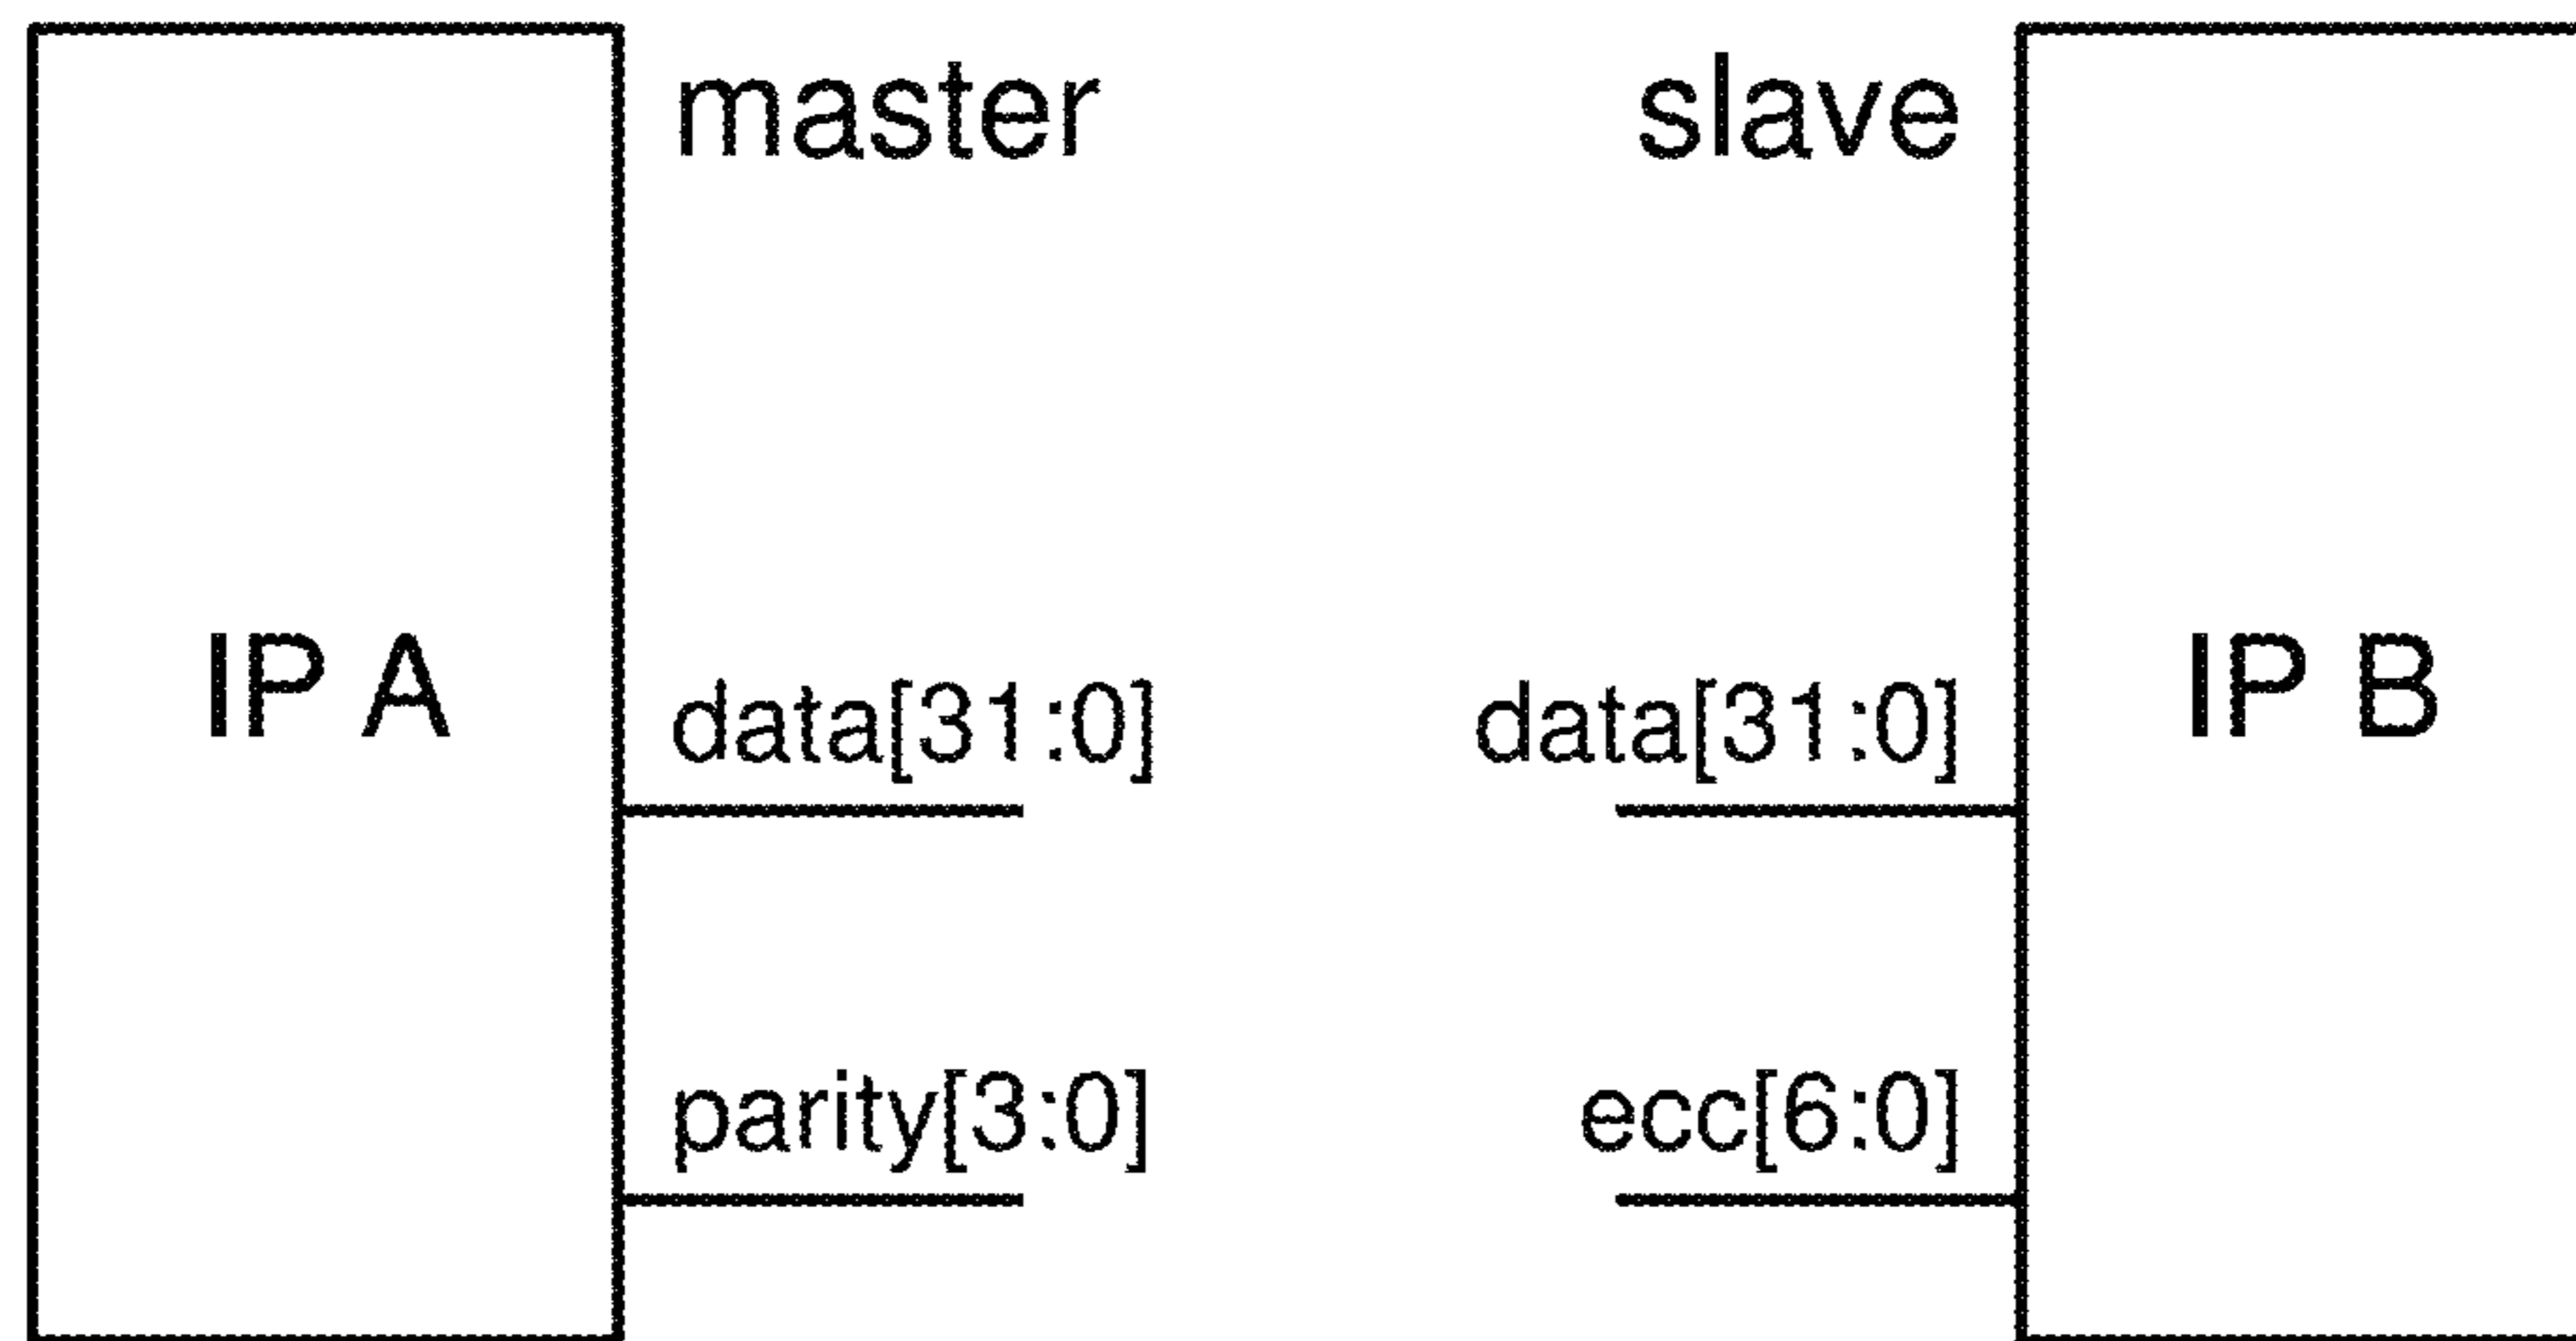 master
slave
IP A
IP B
data[31:0]
data[31:0]
parity[3:0]
ecc[6:0]